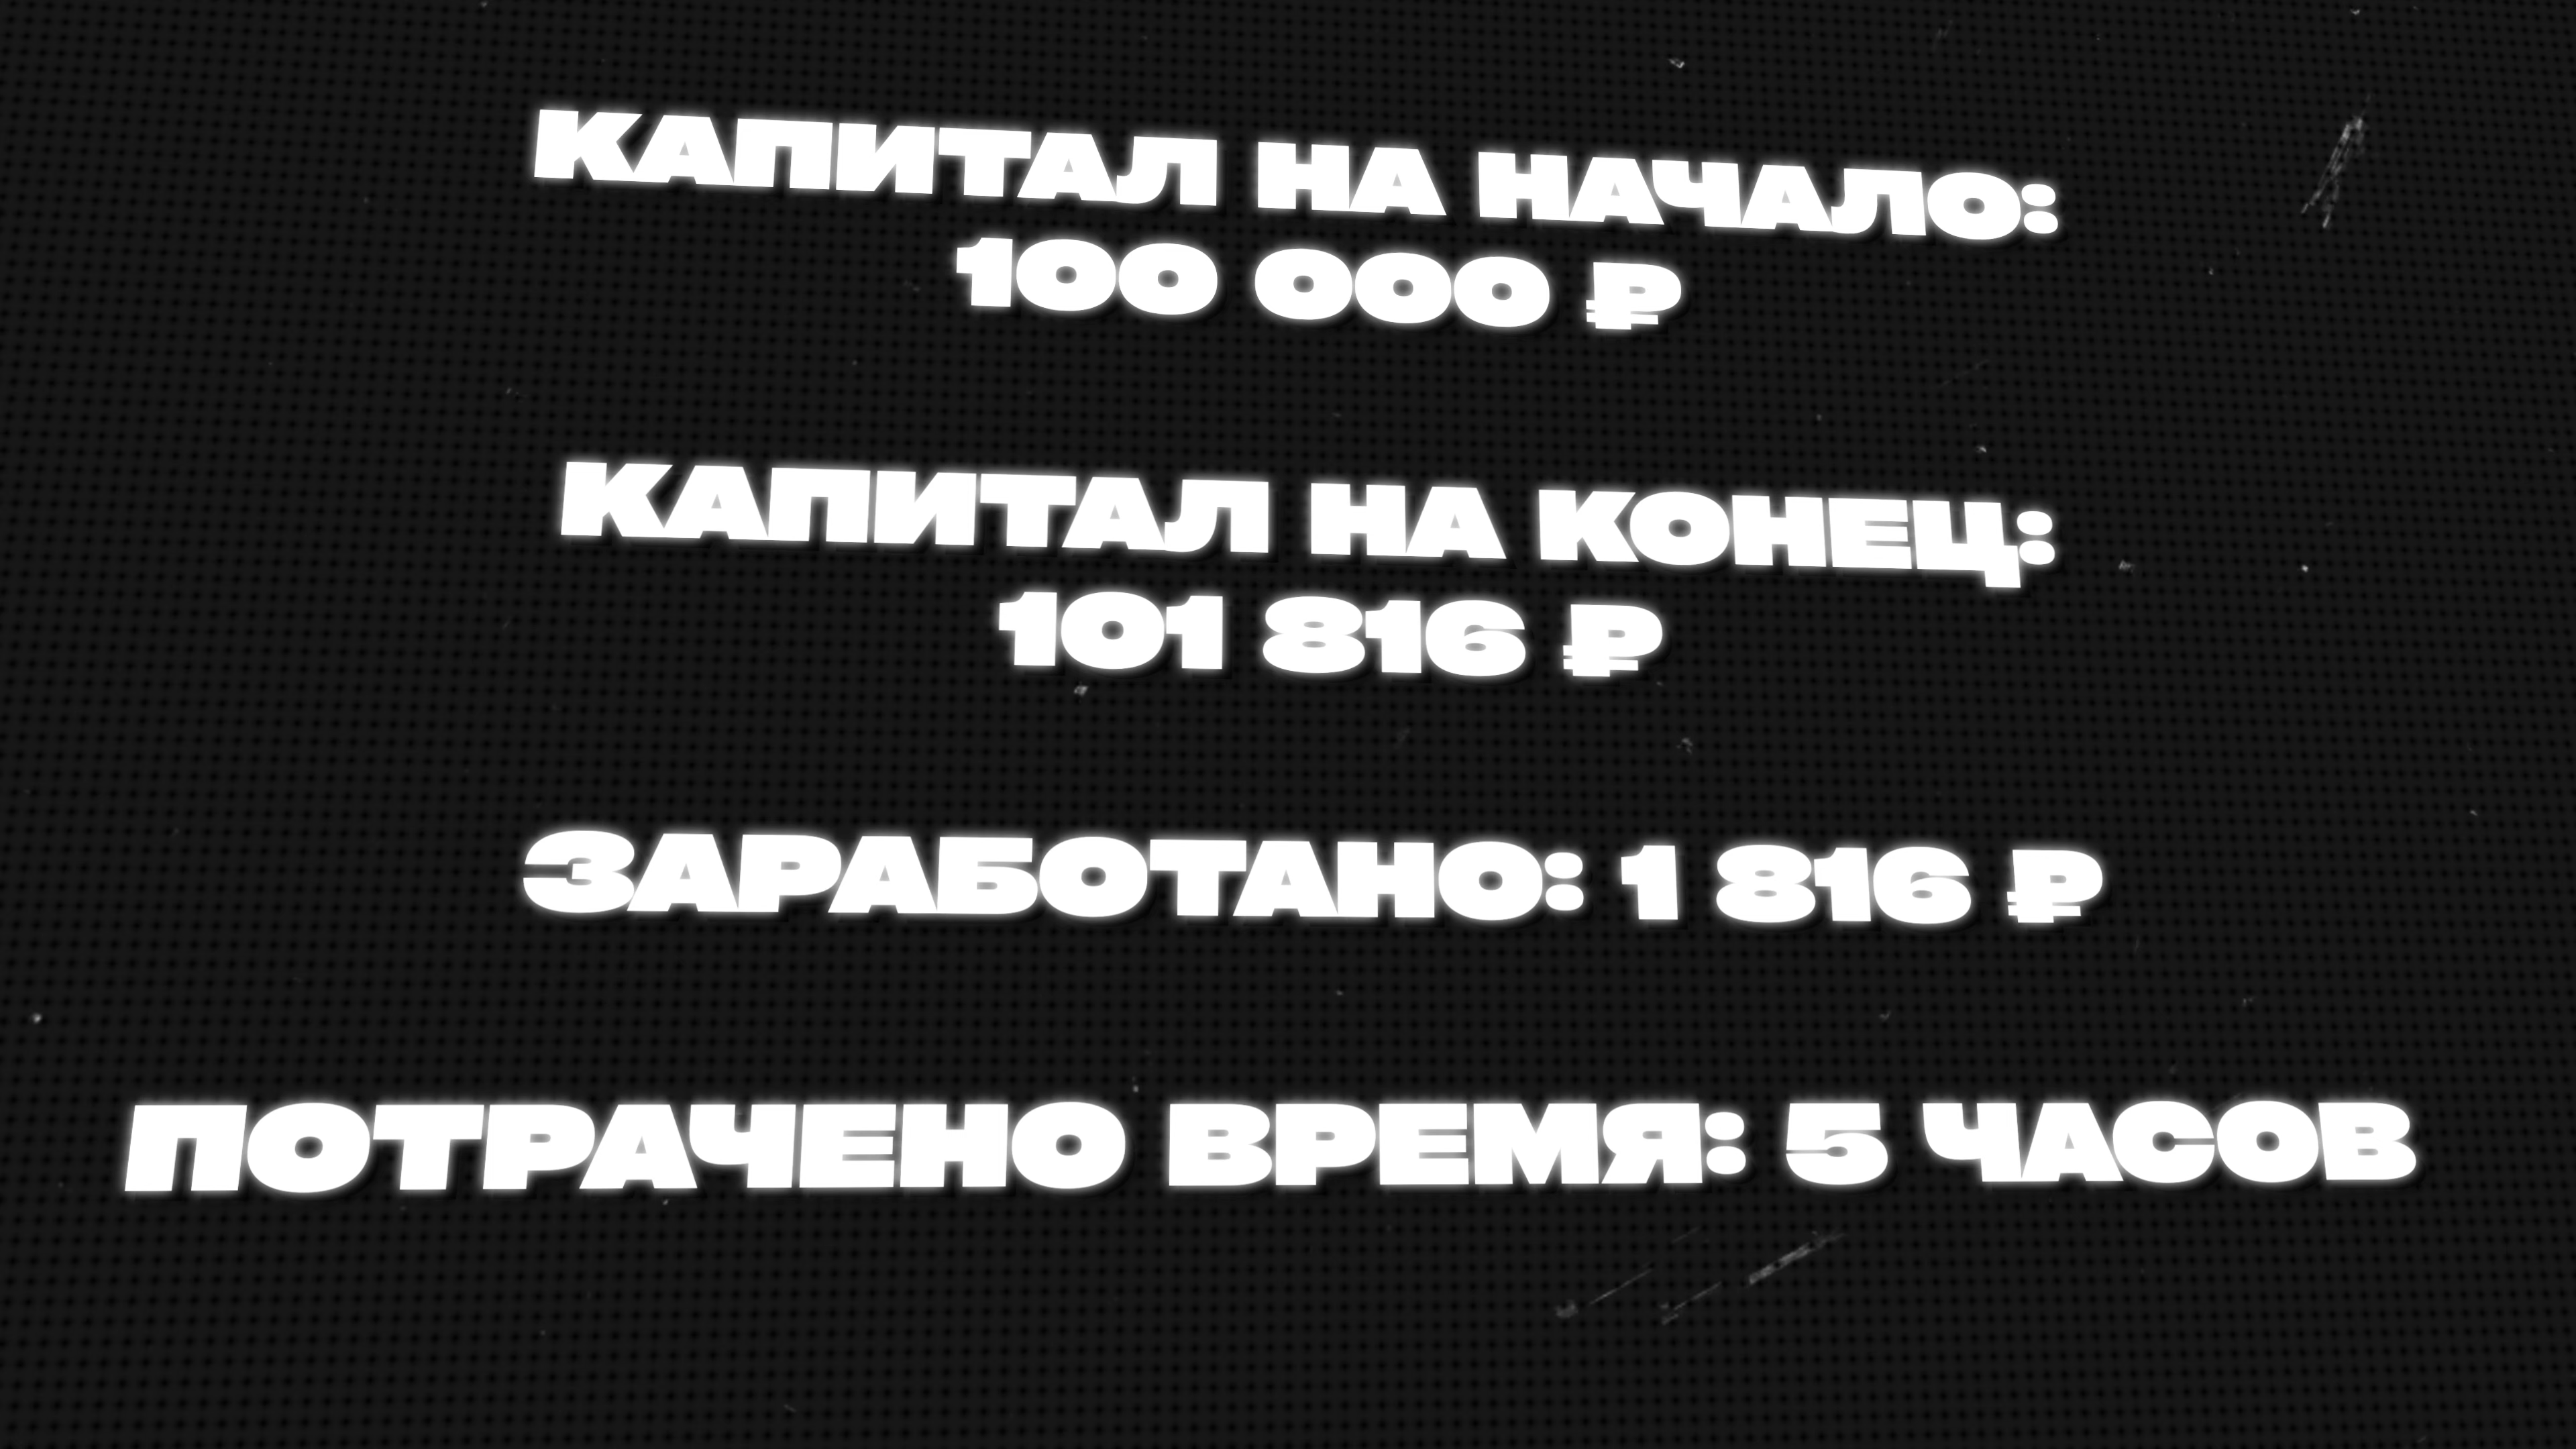 КАПИТАЛ НА НАЧАЛО:
100 000 ₽
КАПИТАЛ НА КОНЕЦ:
101 816 ₽
ЗАРАБОТАНО: 1 816 ₽
ПОТРАЧЕНО ВРЕМЯ: 5 ЧАСОВ